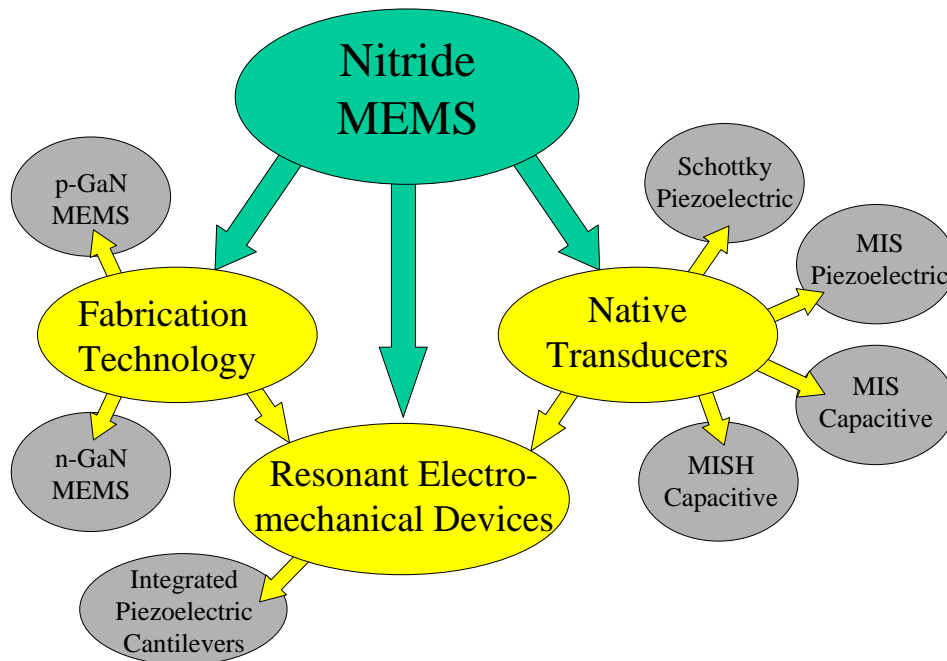 Nitride
MEMS
p-GaN
MEMS
Schottky
Piezoelectric
MIS
Piezoelectric
Fabrication
Technology
Native
Transducers
MIS
Capacitive
n-GaN
MEMS
Resonant Electro-
mechanical Devices
MISH
Capacitive
Integrated
Piezoelectric
Cantilevers